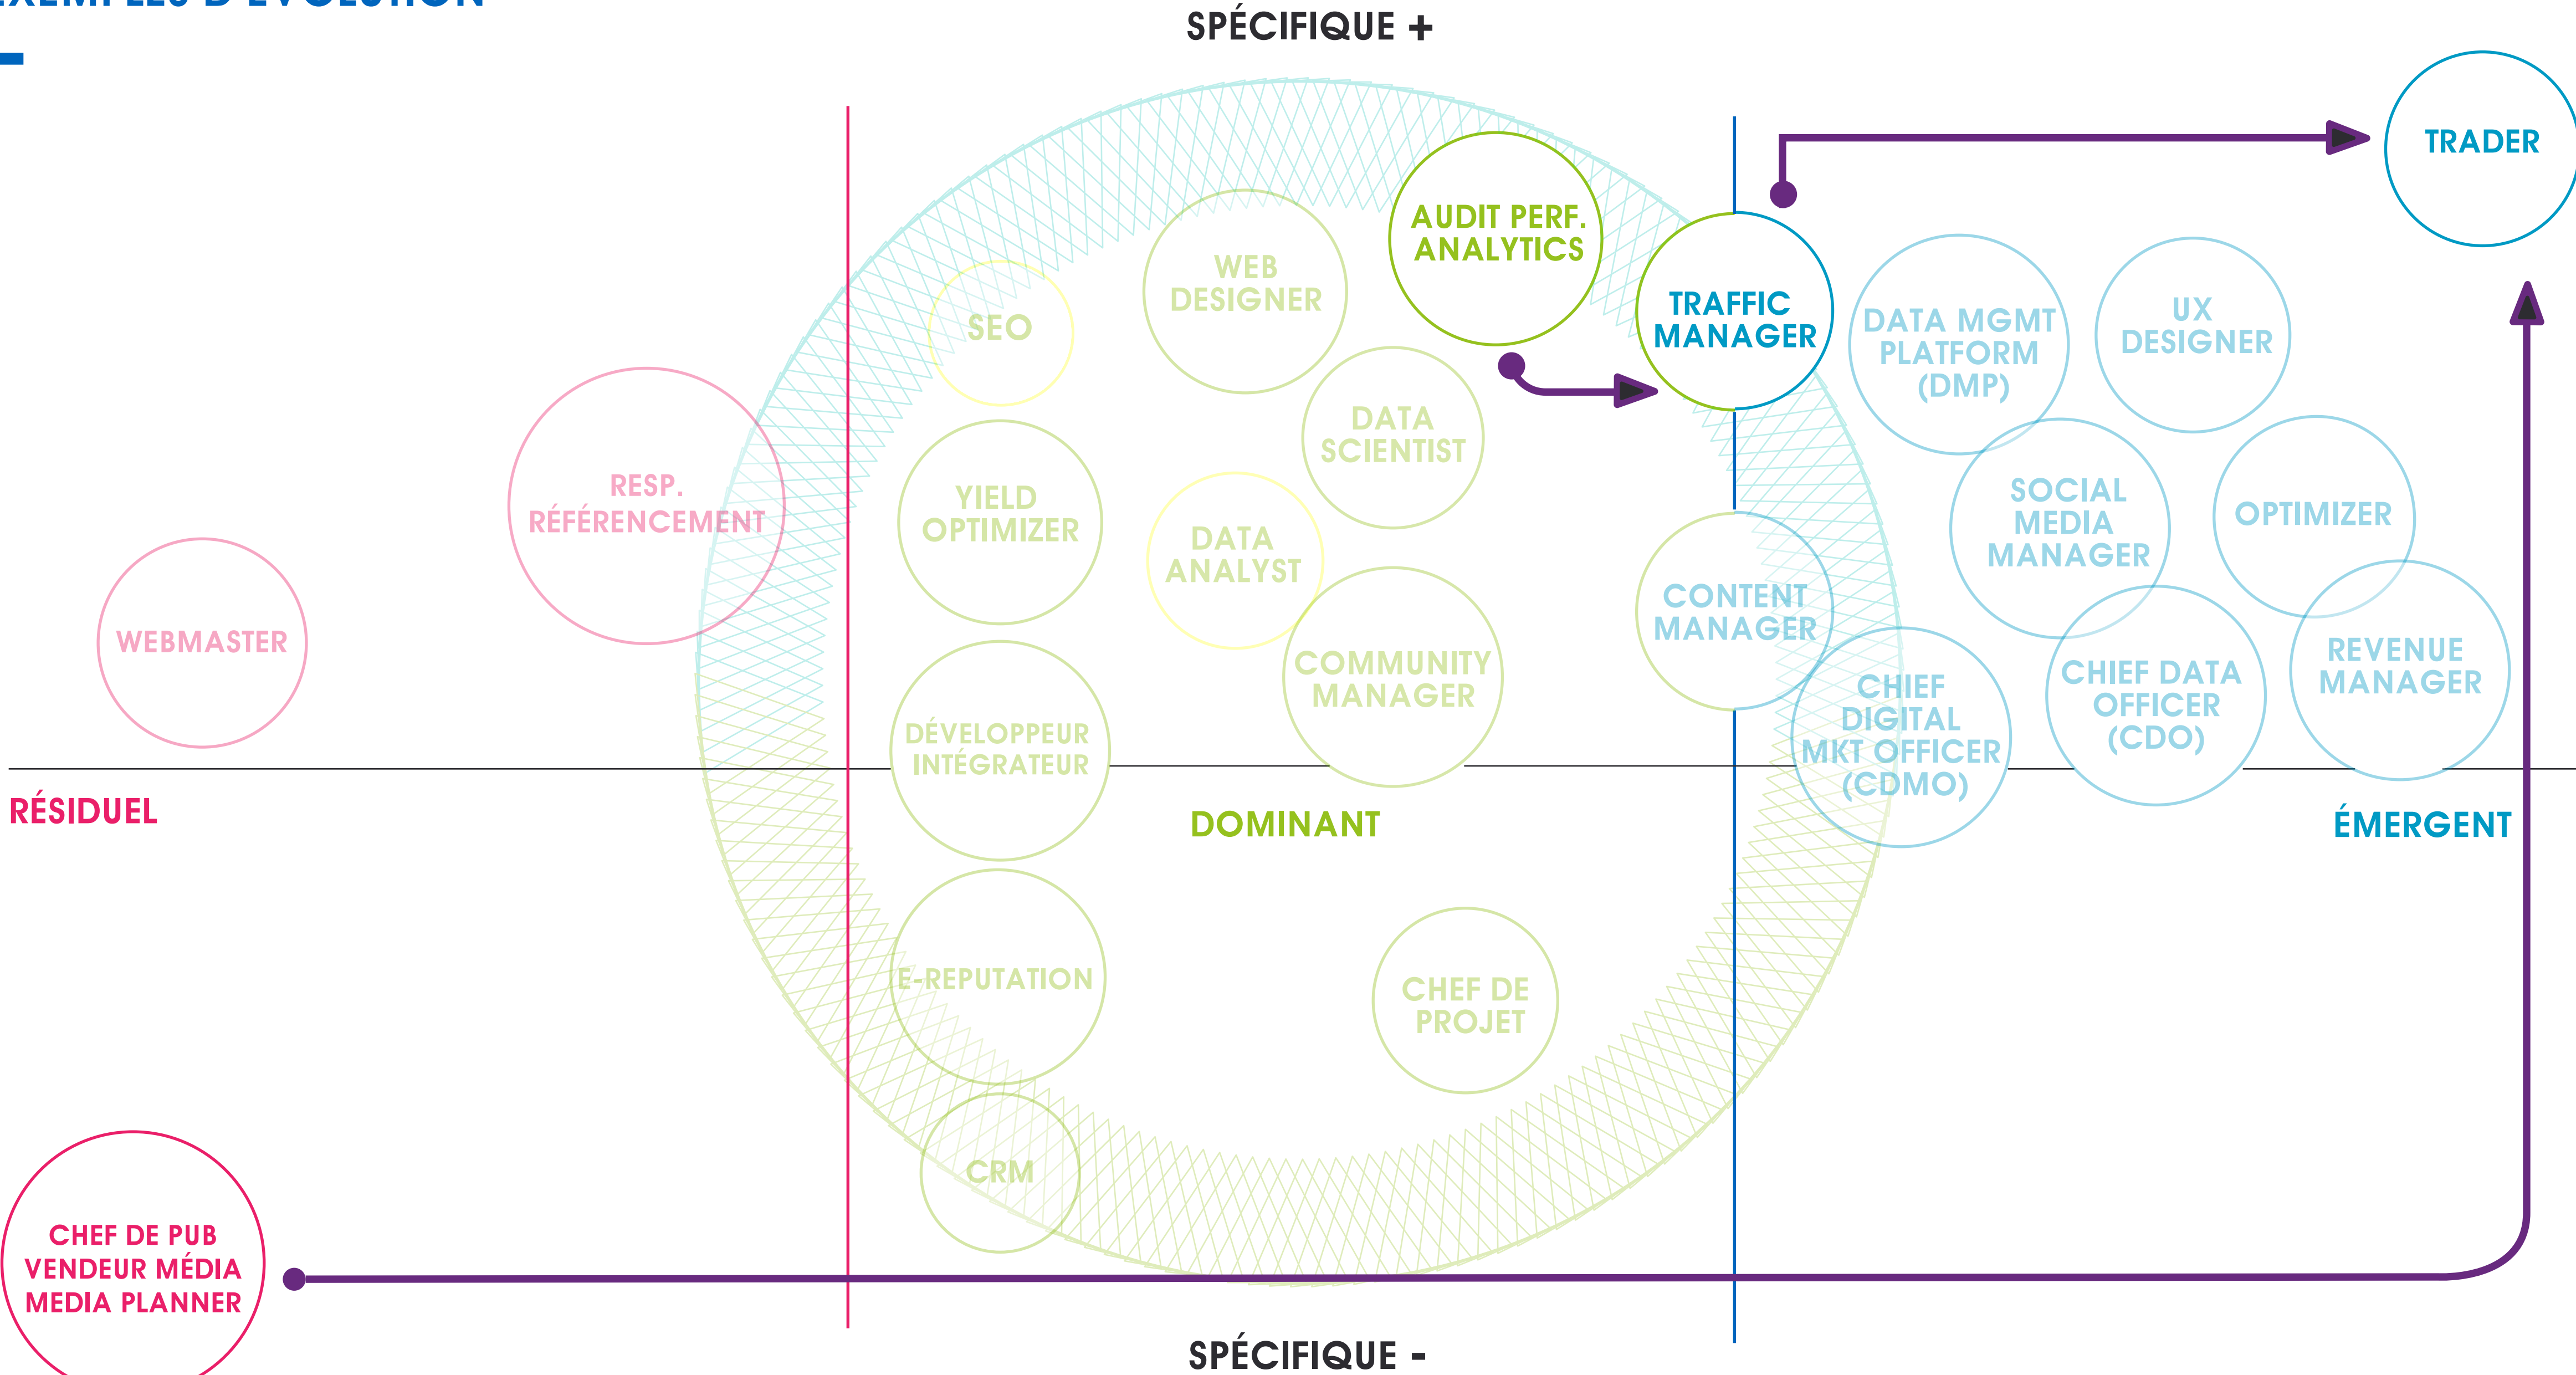 EXEMPLES D'ÉVOLUTION
SPÉCIFIQUE +
TRADER
AUDIT PERF.
ANALYTICS
WEB
DESIGNER
TRAFFIC
MANAGER
DATA MGMT
PLATFORM
(DMP)
UX
DESIGNER
SEO
DATA
SCIENTIST
RESP.
RÉFÉRENCEMENT
YIELD
OPTIMIZER
DATA
ANALYST
SOCIAL
MEDIA
MANAGER
OPTIMIZER
WEBMASTER
CONTENT
MANAGER
COMMUNITY
MANAGER
REVENUE
MANAGER
CHIEF
DIGITAL
MKT OFFICER
(CDMO)
CHIEF DATA
OFFICER
(CDO)
DÉVELOPPEUR
INTÉGRATEUR
RÉSIDUEL
DOMINANT
ÉMERGENT
E-REPUTATION
CHEF DE
PROJET
CRM
CHEF DE PUB
VENDEUR MÉDIA
MEDIA PLANNER
SPÉCIFIQUE -